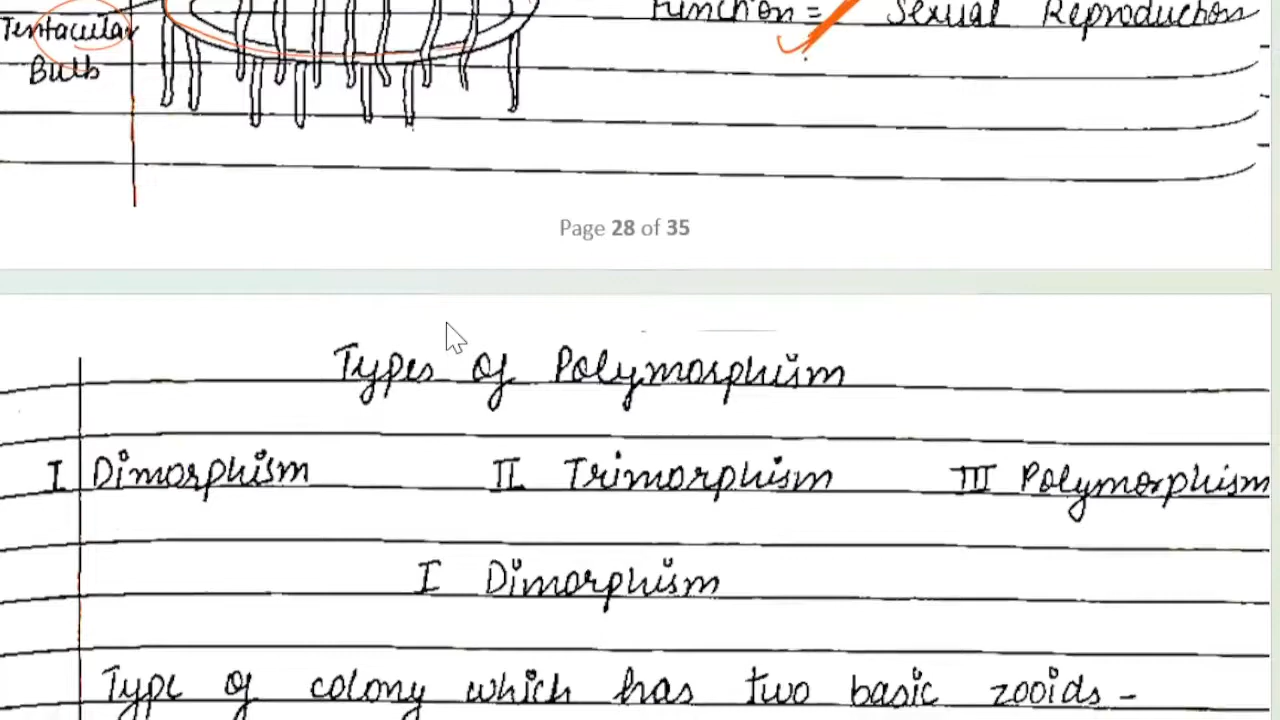 Function = Sexual Reproduction
Tentacular
Bulb
Page 28 of 35
Types of Polymorphism
I Dimorphism II Trimorphism III Polymorphism
I Dimorphism
Type of colony which has two basic zooids -